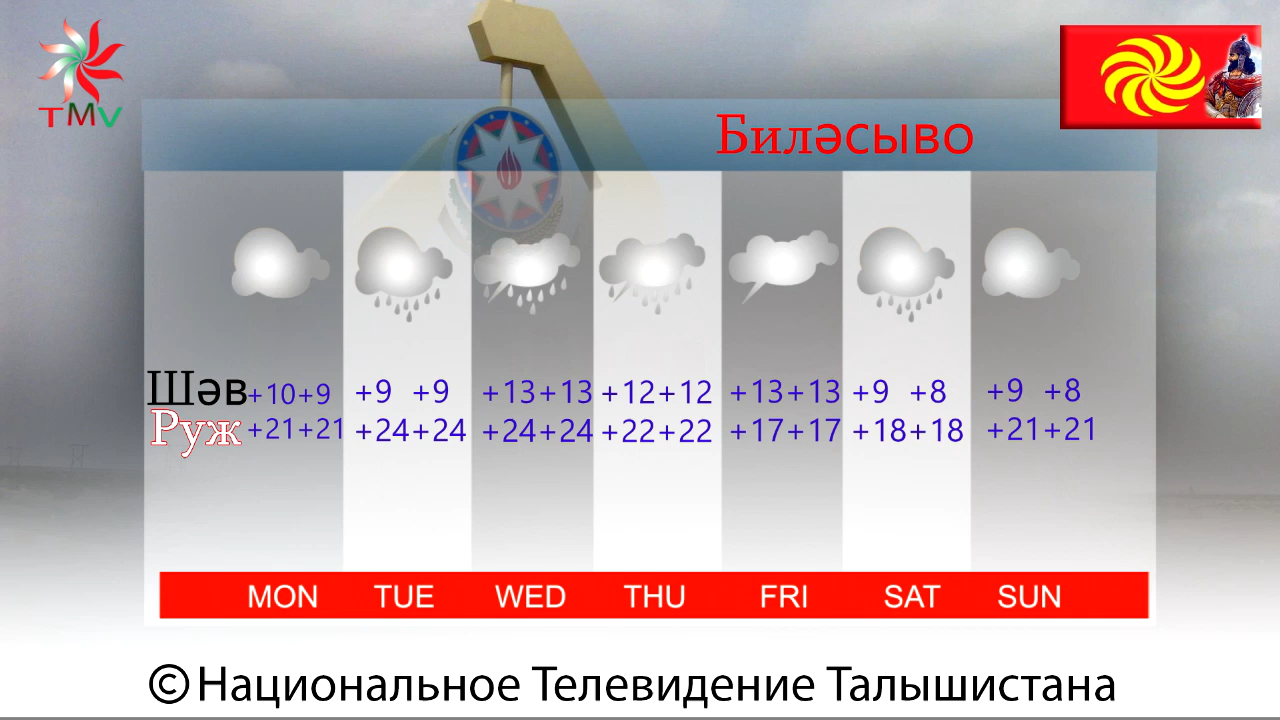 TMV
Биләсыво
Шәв +10+9 +9 +9 +13+13 +12+12 +13+13 +9 +8 +9 +8
Руж +21+21 +24+24 +24+24 +22+22 +17+17 +18+18 +21+21
MON TUE WED THU FRI SAT SUN
©Национальное Телевидение Талышистана